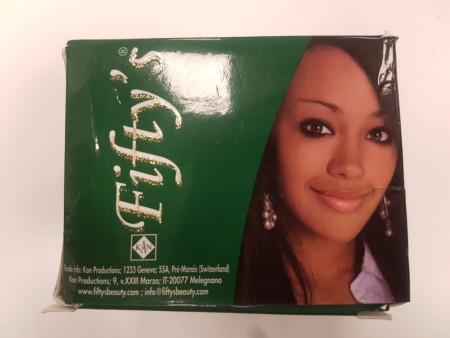 Fifty's®
KAN
Trade info: Kan Productions; 1233 Geneva; 55A, Pré-Marais (Switzerland)
Kan Productions; 9, v.XXIII Marzo; IT-20077 Melegnano
www.fiftysbeauty.com ; info@fiftysbeauty.com